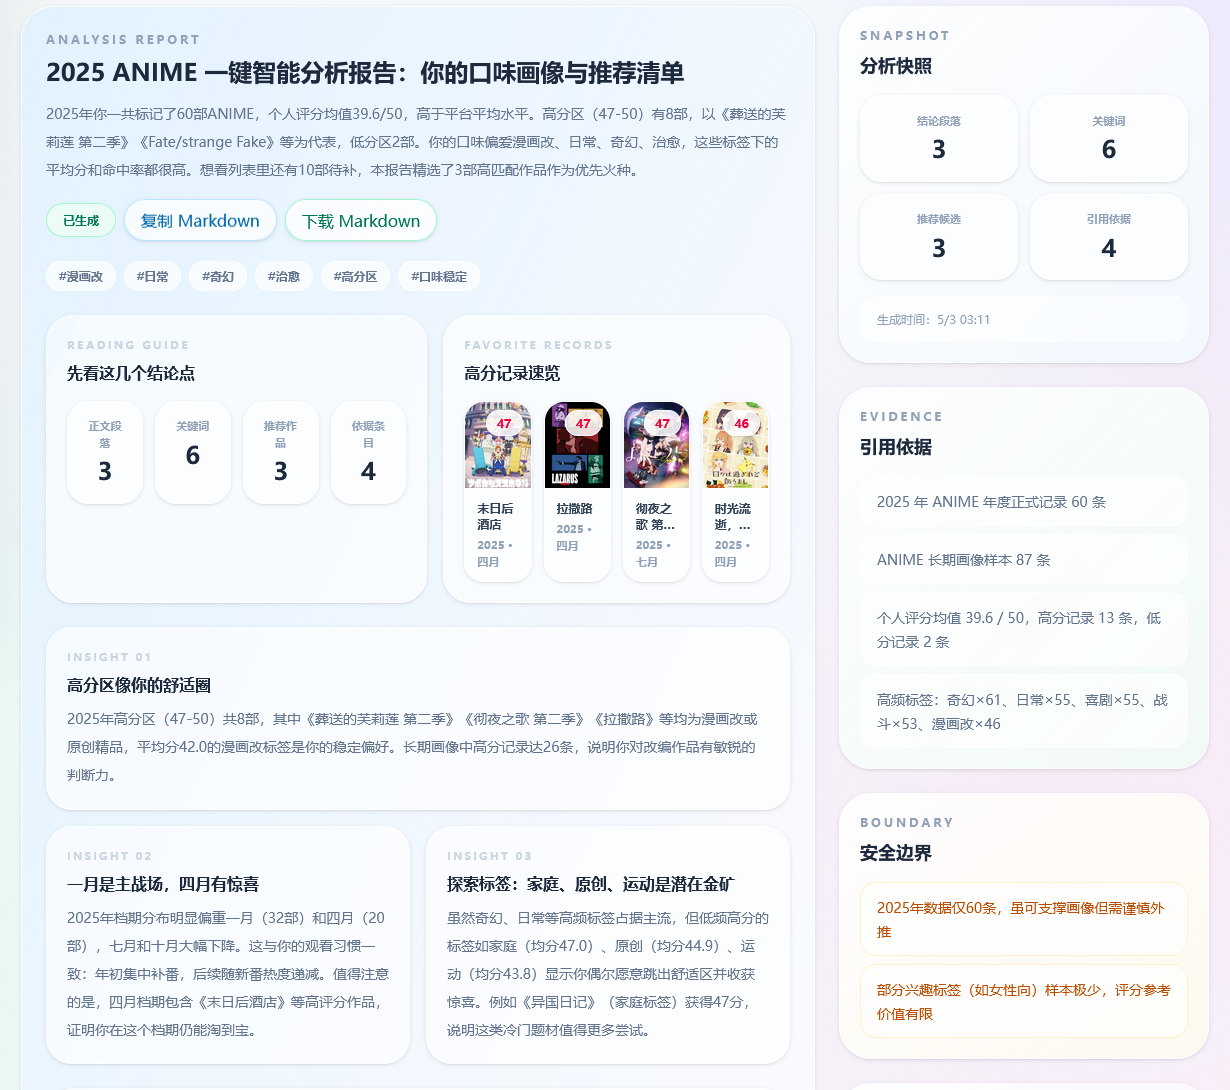 ANALYSIS REPORT
2025 ANIME 一键智能分析报告：你的口味画像与推荐清单
2025年你一共标记了60部ANIME，个人评分均值39.6/50，高于平台平均水平。高分区（47-50）有8部，以《葬送的芙
莉莲 第二季》《Fate/strange Fake》等为代表，低分区2部。你的口味偏爱漫画改、日常、奇幻、治愈，这些标签下的
平均分和命中率都很高。想看列表里还有10部待补，本报告精选了3部高匹配作品作为优先火种。
已生成
复制 Markdown
下载 Markdown
#漫画改
#日常
#奇幻
#治愈
#高分区
#口味稳定
READING GUIDE
先看这几个结论点
正文段
落
3
关键词
6
推荐作
品
3
依据条
目
4
FAVORITE RECORDS
高分记录速览
47
末日后
酒店
2025 •
四月
47
LAZARUS
拉撒路
2025 •
四月
47
彻夜之
歌 第...
2025 •
七月
46
日々は過ぎれど
飯うまし
时光流
逝，...
2025 •
四月
INSIGHT 01
高分区像你的舒适圈
2025年高分区（47-50）共8部，其中《葬送的芙莉莲 第二季》《彻夜之歌 第二季》《拉撒路》等均为漫画改或
原创精品，平均分42.0的漫画改标签是你的稳定偏好。长期画像中高分记录达26条，说明你对改编作品有敏锐的
判断力。
INSIGHT 02
一月是主战场，四月有惊喜
2025年档期分布明显偏重一月（32部）和四月（20
部），七月和十月大幅下降。这与你的观看习惯一
致：年初集中补番，后续随新番热度递减。值得注意
的是，四月档期包含《末日后酒店》等高评分作品，
证明你在这个档期仍能淘到宝。
INSIGHT 03
探索标签：家庭、原创、运动是潜在金矿
虽然奇幻、日常等高频标签占据主流，但低频高分的
标签如家庭（均分47.0）、原创（均分44.9）、运
动（均分43.8）显示你偶尔愿意跳出舒适区并收获
惊喜。例如《异国日记》（家庭标签）获得47分，
说明这类冷门题材值得更多尝试。
SNAPSHOT
分析快照
结论段落
3
关键词
6
推荐候选
3
引用依据
4
生成时间：5/3 03:11
EVIDENCE
引用依据
2025 年 ANIME 年度正式记录 60 条
ANIME 长期画像样本 87 条
个人评分均值 39.6 / 50，高分记录 13 条，低
分记录 2 条
高频标签：奇幻×61、日常×55、喜剧×55、战
斗×53、漫画改×46
BOUNDARY
安全边界
2025年数据仅60条，虽可支撑画像但需谨慎外
推
部分兴趣标签（如女性向）样本极少，评分参考
价值有限